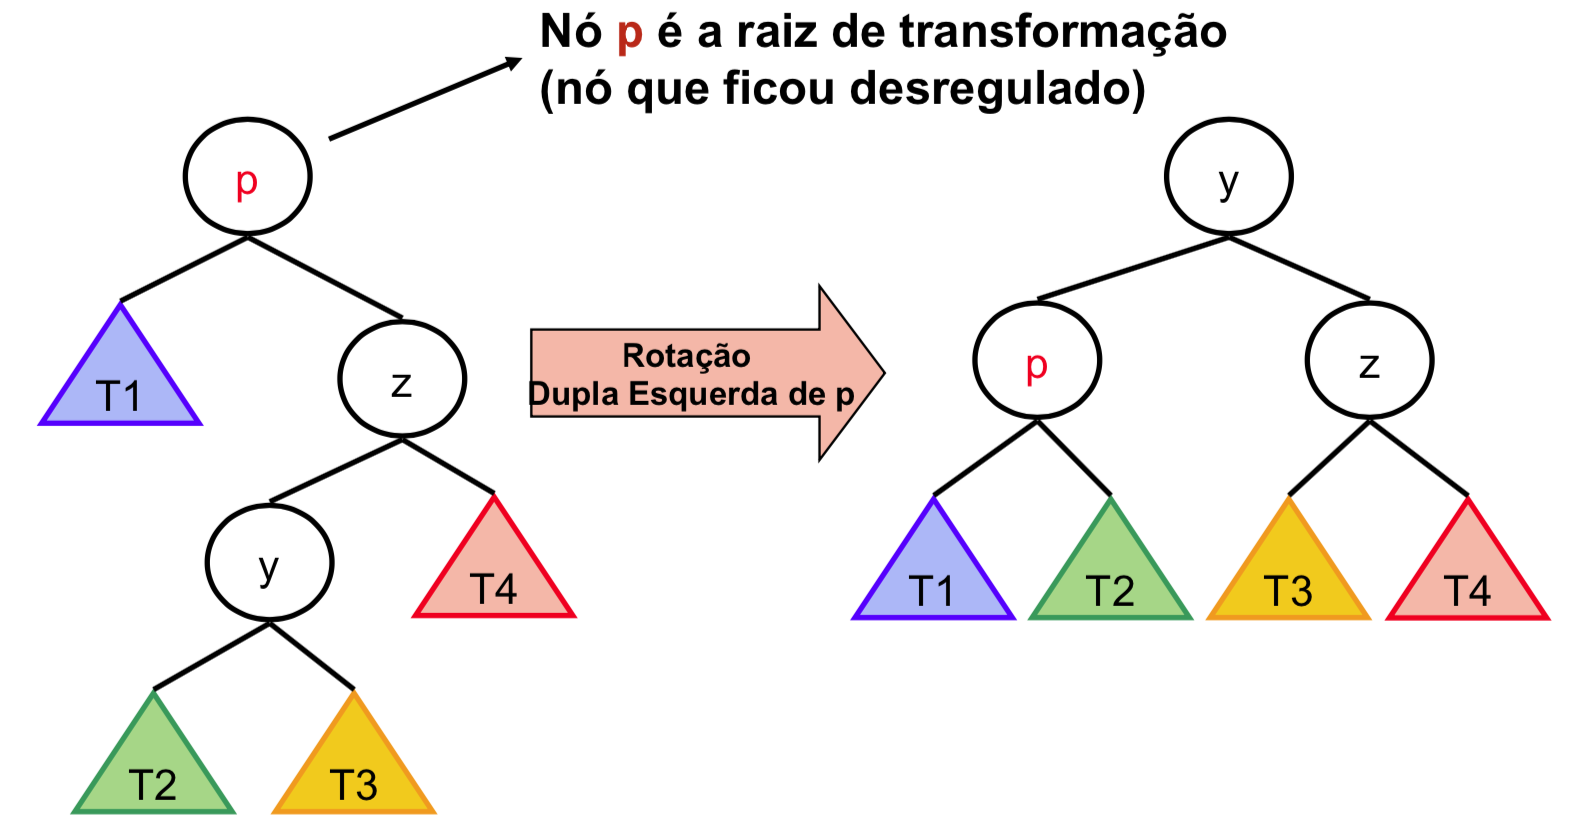 Nó p é a raiz de transformação
(nó que ficou desregulado)
p
y
T1
z
Rotação
Dupla Esquerda de p
p
z
y
T4
T1
T2
T3
T4
T2
T3